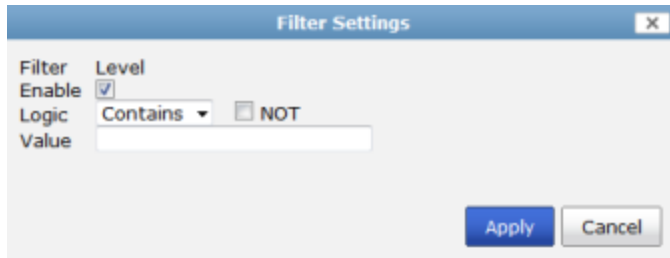 Filter Settings
Filter Level
Enable
Logic Contains NOT
Value
Apply Cancel